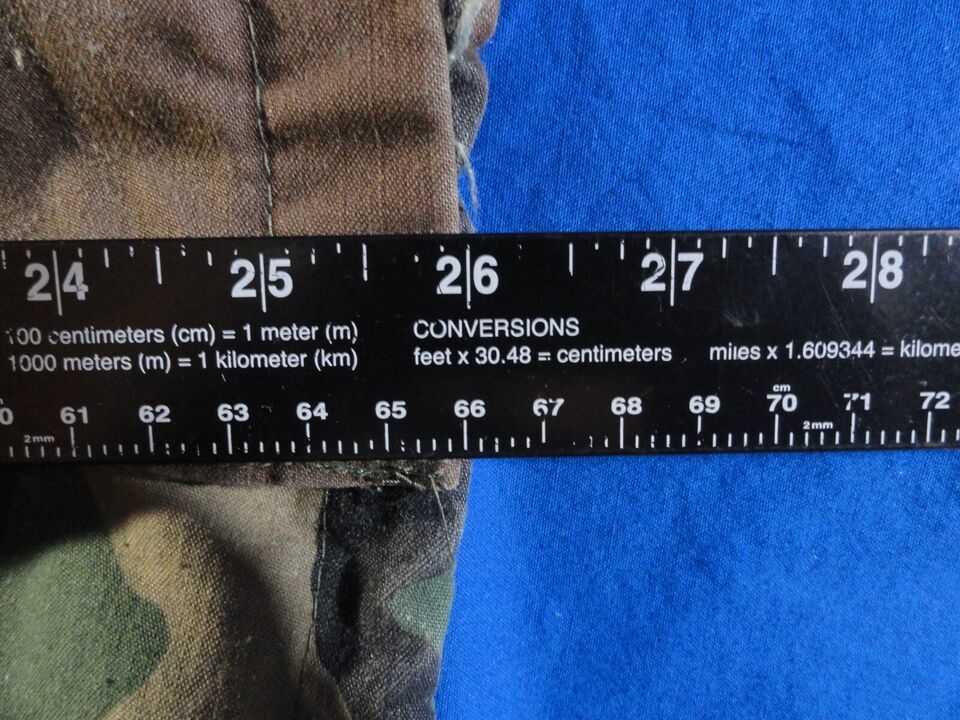 24 25 26 27 28
100 centimeters (cm) = 1 meter (m)
1000 meters (m) = 1 kilometer (km)
CONVERSIONS
feet x 30.48 = centimeters
miles x 1.609344 = kilome
cm
0 61 62 63 64 65 66 67 68 69 70 71 72
2mm 2mm